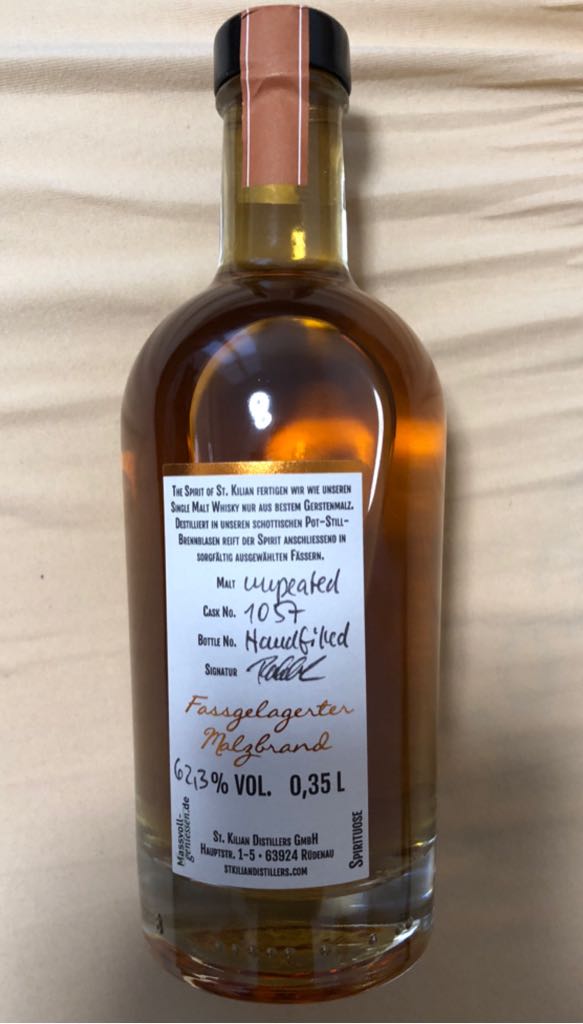 The Spirit of St. Kilian fertigen wir wie unseren
Single Malt Whisky nur aus bestem Gerstenmalz.
Destilliert in unseren schottischen Pot-Still-
Brennblasen reift der Spirit anschliessend in
sorgfältig ausgewählten Fässern.
Malt unpeated
Cask No. 1057
Bottle No. Handfilled
Signatur
Fassgelagerter
Malzbrand
62,3% VOL. 0,35 L
Massvoll-
geniessen.de
Spirituose
St. Kilian Distillers GmbH
Hauptstr. 1-5 • 63924 Rüdenau
stkiliandistillers.com